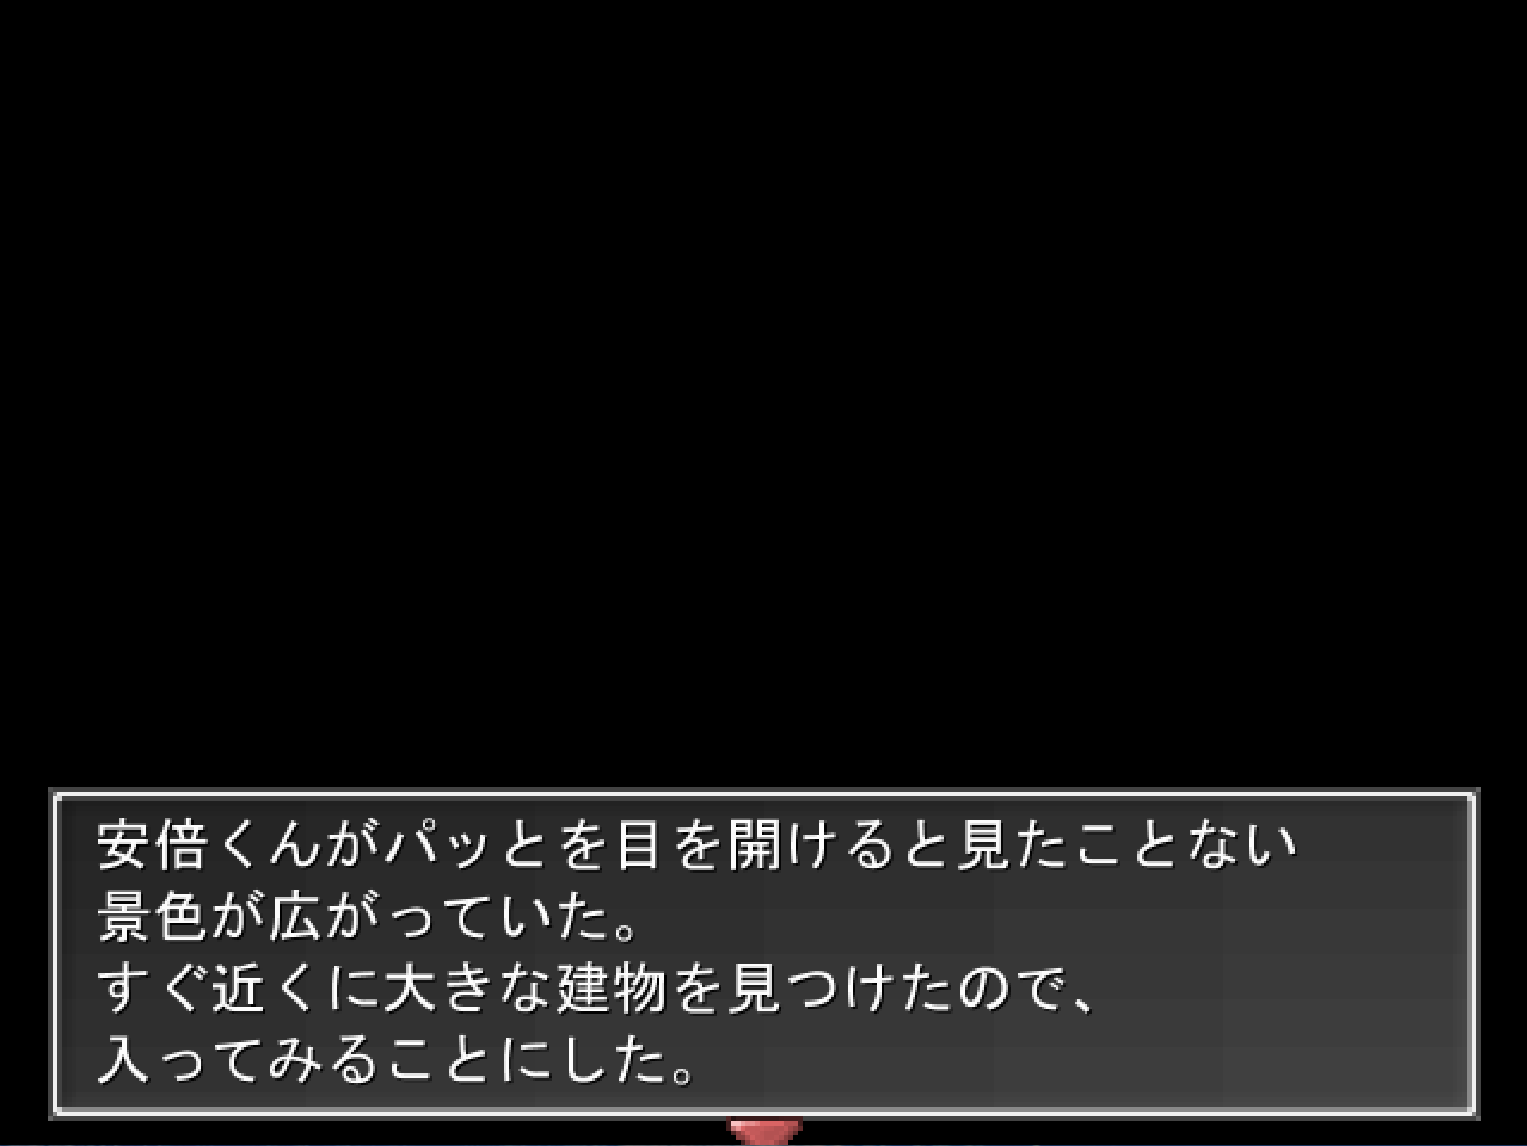 安倍くんがパッとを目を開けると見たことない
景色が広がっていた。
すぐ近くに大きな建物を見つけたので、
入ってみることにした。